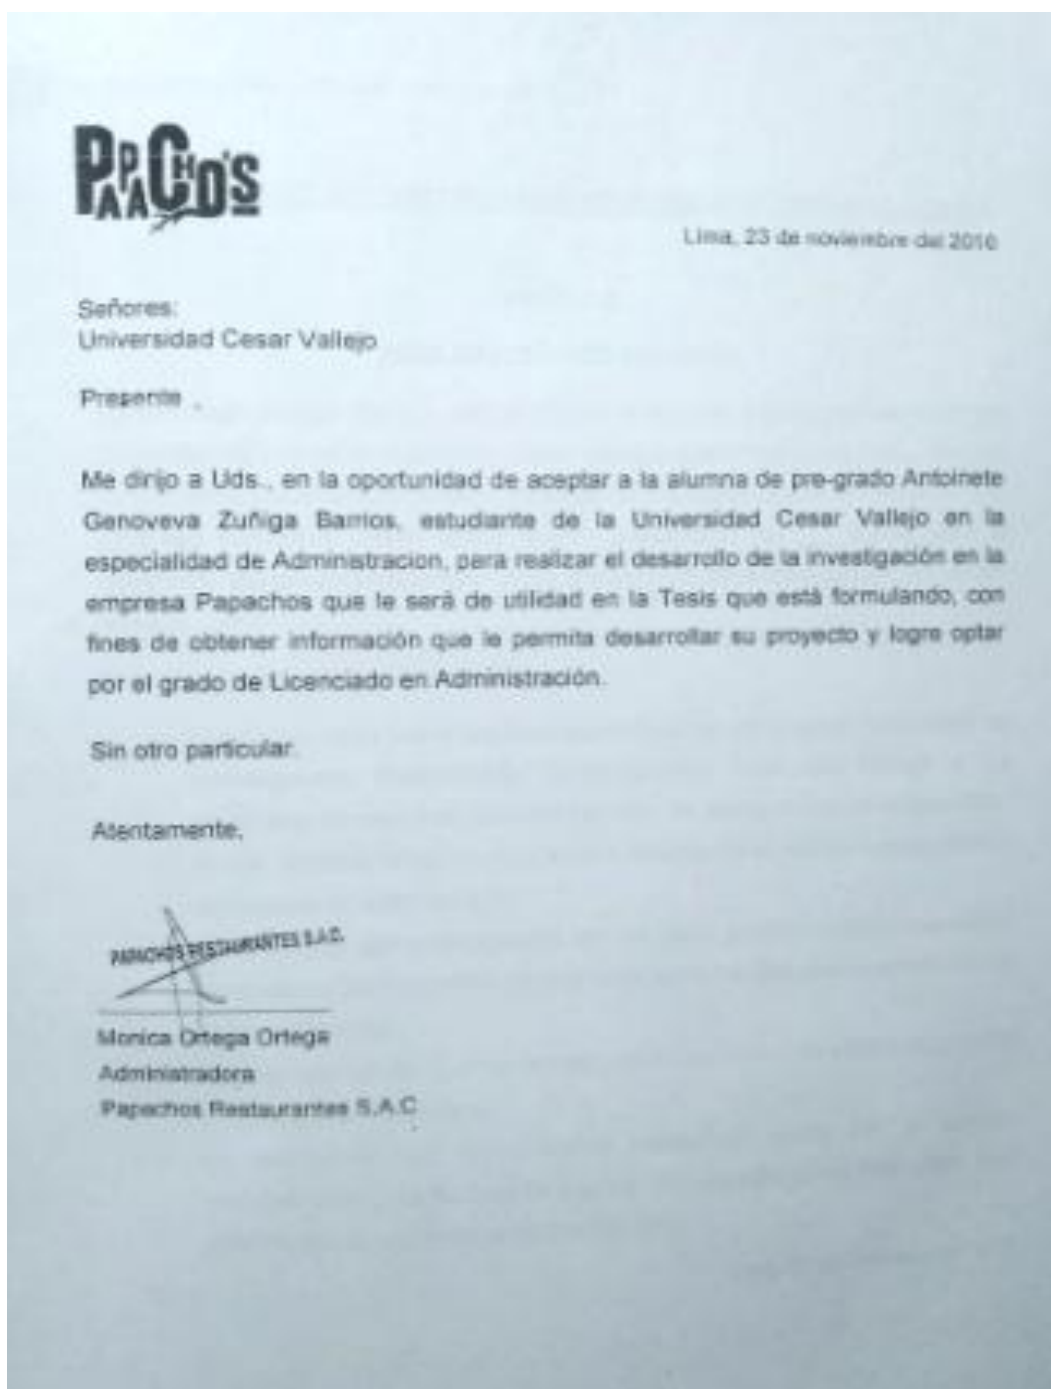 PAPACHO'S
Lima, 23 de noviembre del 2016
Señores:
Universidad Cesar Vallejo
Presente .
Me dirijo a Uds., en la oportunidad de aceptar a la alumna de pre-grado Antoinete
Genoveva Zuñiga Barrios, estudiante de la Universidad Cesar Vallejo en la
especialidad de Administracion, para realizar el desarrollo de la investigación en la
empresa Papachos que le será de utilidad en la Tesis que está formulando, con
fines de obtener información que le permita desarrollar su proyecto y logre optar
por el grado de Licenciado en Administración.
Sin otro particular.
Atentamente,
PAPACHOS RESTAURANTES S.A.C.
Monica Ortega Ortega
Administradora
Papachos Restaurantes S.A.C